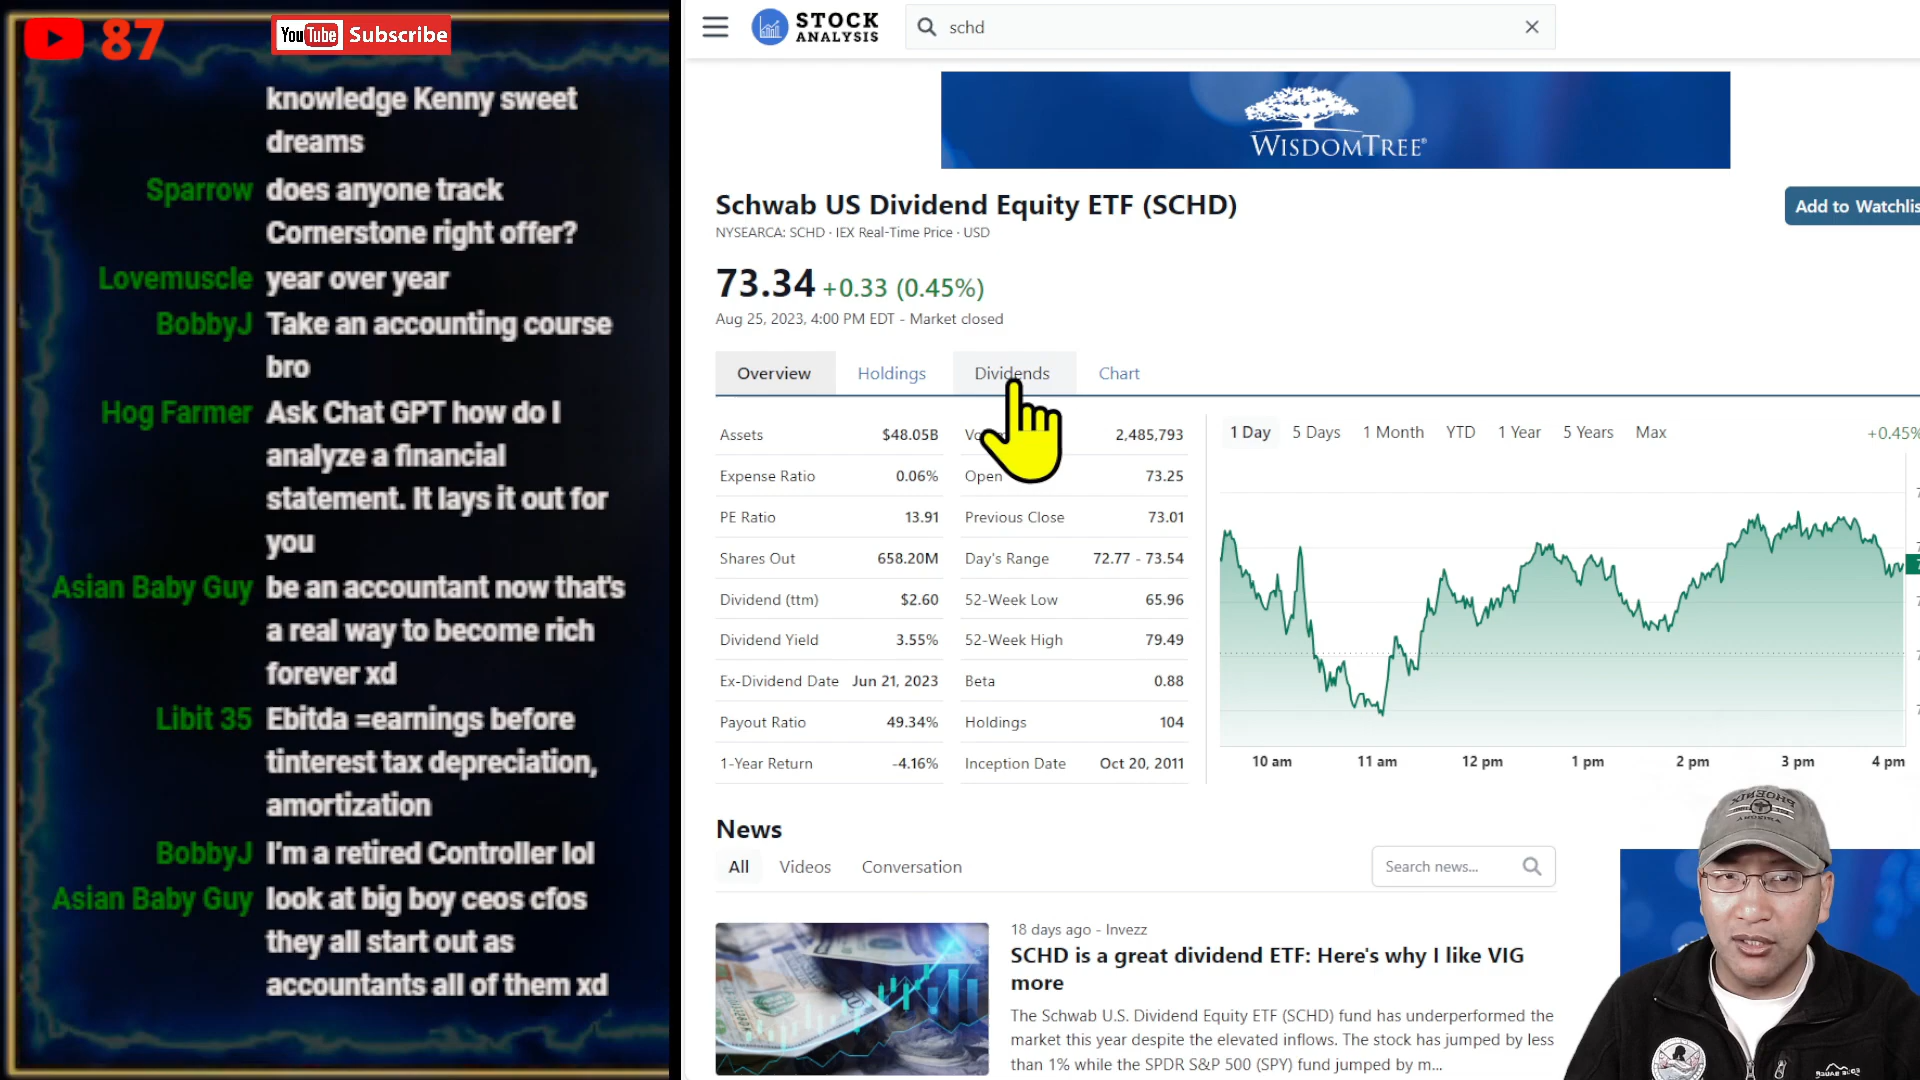 87
YouTube Subscribe
knowledge Kenny sweet
dreams
Sparrow does anyone track
Cornerstone right offer?
Lovemuscle year over year
BobbyJ Take an accounting course
bro
Hog Farmer Ask Chat GPT how do I
analyze a financial
statement. It lays it out for
you
Asian Baby Guy be an accountant now that's
a real way to become rich
forever xd
Libit 35 Ebitda =earnings before
tinterest tax depreciation,
amortization
BobbyJ I'm a retired Controller lol
Asian Baby Guy look at big boy ceos cfos
they all start out as
accountants all of them xd
STOCK
ANALYSIS
schd
WISDOMTREE®
Schwab US Dividend Equity ETF (SCHD)
Add to Watchlis
NYSEARCA: SCHD · IEX Real-Time Price · USD
73.34 +0.33 (0.45%)
Aug 25, 2023, 4:00 PM EDT - Market closed
Overview Holdings Dividends Chart
Assets $48.05B
Expense Ratio 0.06%
PE Ratio 13.91
Shares Out 658.20M
Dividend (ttm) $2.60
Dividend Yield 3.55%
Ex-Dividend Date Jun 21, 2023
Payout Ratio 49.34%
1-Year Return -4.16%
2,485,793
Open 73.25
Previous Close 73.01
Day's Range 72.77 - 73.54
52-Week Low 65.96
52-Week High 79.49
Beta 0.88
Holdings 104
Inception Date Oct 20, 2011
1 Day 5 Days 1 Month YTD 1 Year 5 Years Max +0.45%
10 am 11 am 12 pm 1 pm 2 pm 3 pm 4 pm
News
All Videos Conversation
Search news...
18 days ago - Invezz
SCHD is a great dividend ETF: Here's why I like VIG
more
The Schwab U.S. Dividend Equity ETF (SCHD) fund has underperformed the
market this year despite the elevated inflows. The stock has jumped by less
than 1% while the SPDR S&P 500 (SPY) fund jumped by m...
PHOENIX